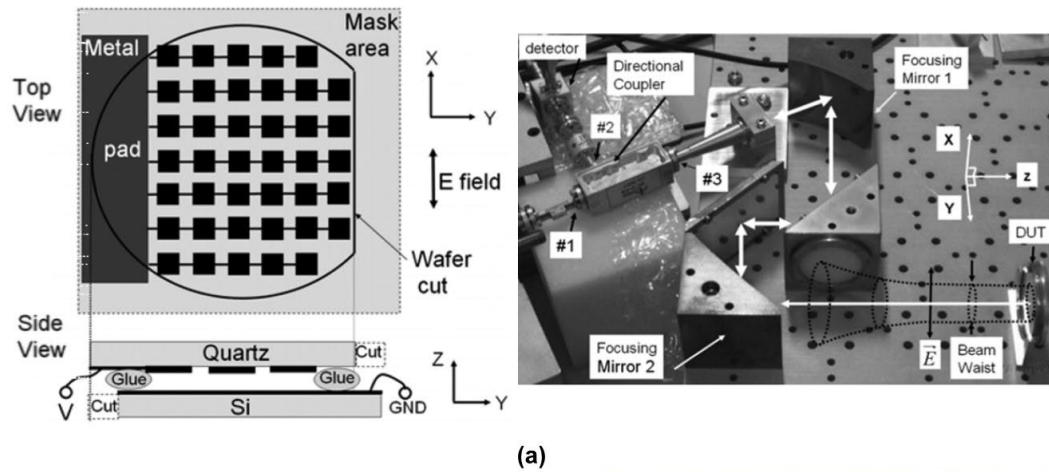 Top
View
Metal
pad
Mask
area
X
Y
E field
Wafer
cut
Side
View
Quartz
Cut
Glue
Glue
V
Cut
Si
GND
Z
Y
detector
Directional
Coupler
#2
#1
#3
Focusing
Mirror 1
X
z
Y
DUT
Focusing
Mirror 2
E
Beam
Waist
(a)